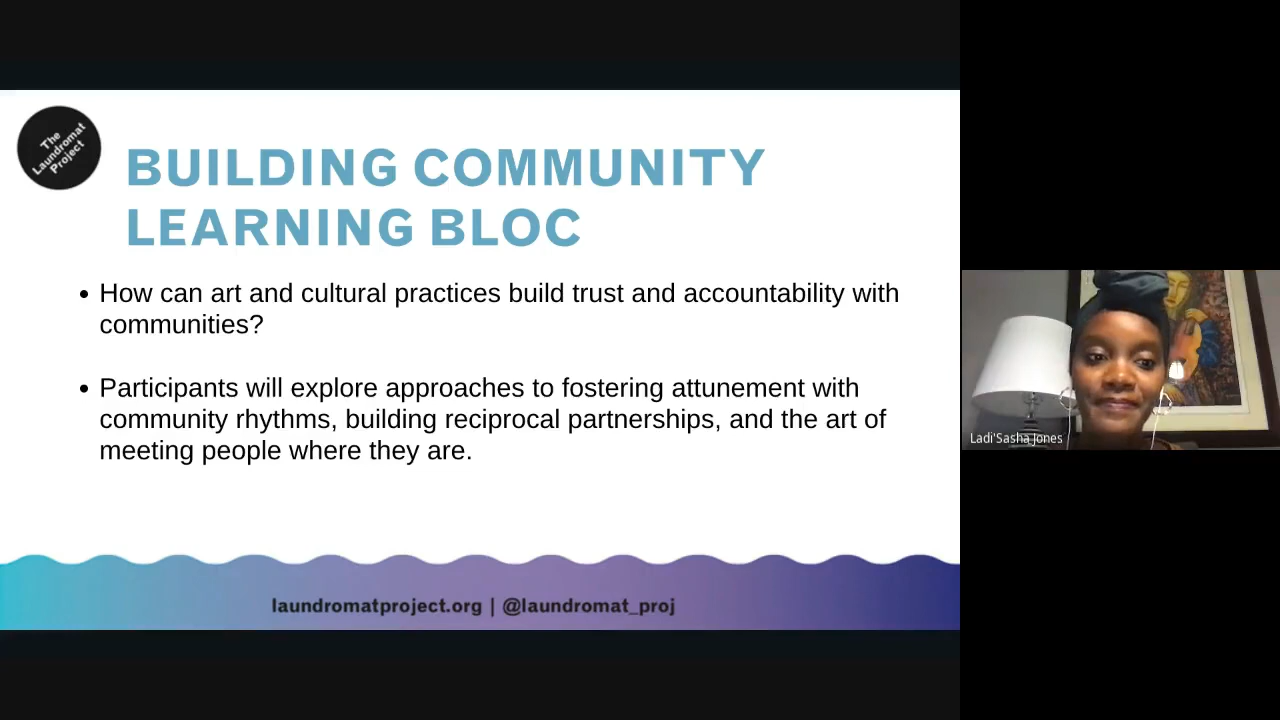 The
Laundromat
Project
BUILDING COMMUNITY
LEARNING BLOC
• How can art and cultural practices build trust and accountability with
communities?
• Participants will explore approaches to fostering attunement with
community rhythms, building reciprocal partnerships, and the art of
meeting people where they are.
laundromatproject.org | @laundromat_proj
Ladi'Sasha Jones